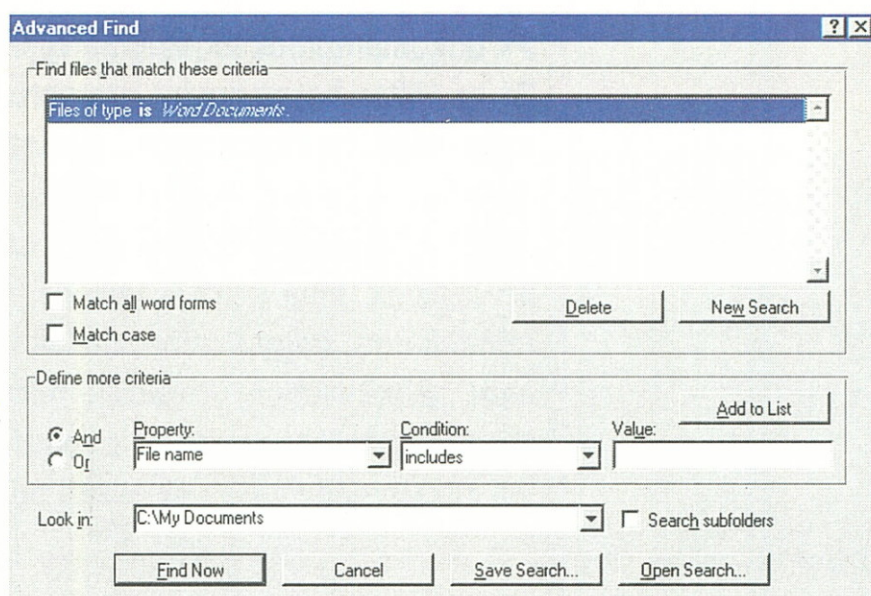 Advanced Find
Find files that match these criteria
Files of type is Word Documents.
Match all word forms
Match case
Delete
New Search
Define more criteria
Add to List
And
Or
Property:
Condition:
Value:
File name
includes
Look in:
C:\My Documents
Search subfolders
Find Now
Cancel
Save Search...
Open Search...